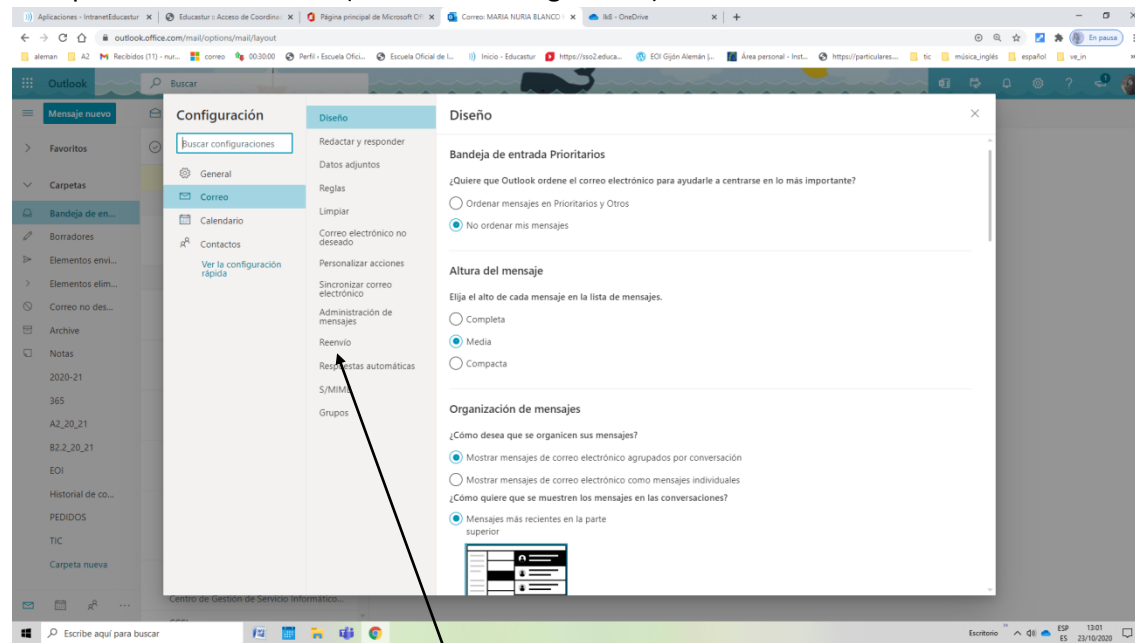 Aplicaciones - IntranetEducastur
Educastur :: Acceso de Coordina
Página principal de Microsoft Of
Correo: MARIA NURIA BLANCO
lk8 - OneDrive
outlook.office.com/mail/options/mail/layout
En pausa
aleman
A2
Recibidos (11) - nur...
correo
00:30:00
Perfil ‹ Escuela Ofici...
Escuela Oficial de I...
Inicio - Educastur
https://sso2.educa...
EOI Gijón Alemán |...
Área personal - Inst...
https://particulares...
tic
música_inglés
español
ve_in
Outlook
Buscar
Mensaje nuevo
Favoritos
Carpetas
Bandeja de en...
Borradores
Elementos envi...
Elementos elim...
Correo no des...
Archive
Notas
2020-21
365
A2_20_21
B2.2_20_21
EOI
Historial de co...
PEDIDOS
TIC
Carpeta nueva
Configuración
Buscar configuraciones
General
Correo
Calendario
Contactos
Ver la configuración
rápida
Diseño
Redactar y responder
Datos adjuntos
Reglas
Limpiar
Correo electrónico no
deseado
Personalizar acciones
Sincronizar correo
electrónico
Administración de
mensajes
Reenvío
Respuestas automáticas
S/MIME
Grupos
Diseño
Bandeja de entrada Prioritarios
¿Quiere que Outlook ordene el correo electrónico para ayudarle a centrarse en lo más importante?
Ordenar mensajes en Prioritarios y Otros
No ordenar mis mensajes
Altura del mensaje
Elija el alto de cada mensaje en la lista de mensajes.
Completa
Media
Compacta
Organización de mensajes
¿Cómo desea que se organicen sus mensajes?
Mostrar mensajes de correo electrónico agrupados por conversación
Mostrar mensajes de correo electrónico como mensajes individuales
¿Cómo quiere que se muestren los mensajes en las conversaciones?
Mensajes más recientes en la parte
superior
Centro de Gestión de Servicio Informático...
Escribe aquí para buscar
Escritorio
ESP
ES
13:01
23/10/2020